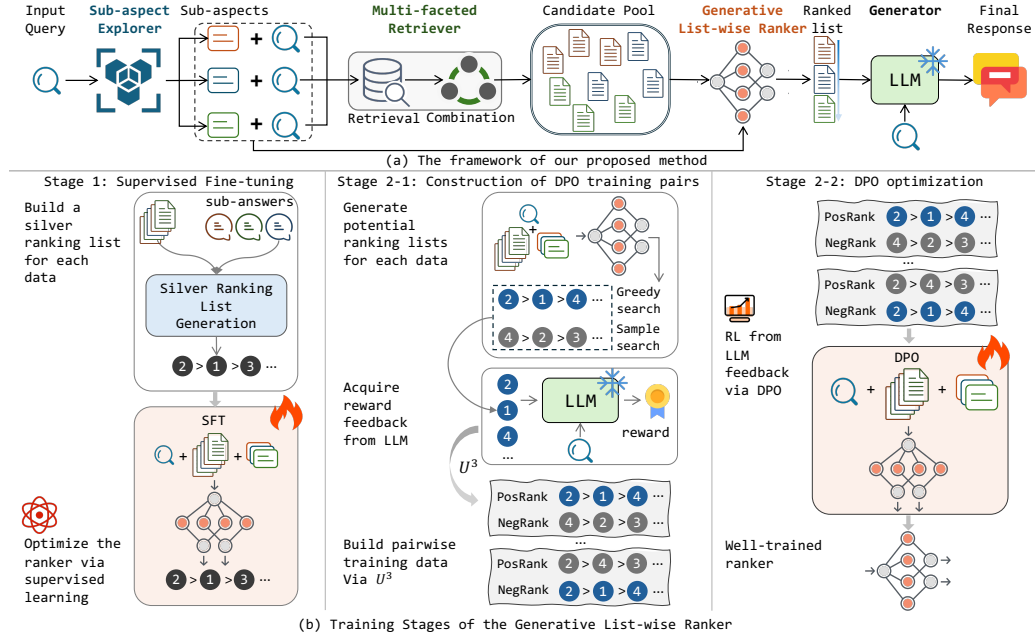 Input
Query
Sub-aspect
Explorer
Sub-aspects
+
+
+
Multi-faceted
Retriever
Retrieval
Combination
Candidate Pool
Generative
List-wise Ranker
Ranked
list
Generator
LLM
Final
Response
(a) The framework of our proposed method
Stage 1: Supervised Fine-tuning
Build a
silver
ranking list
for each
data
sub-answers
Silver Ranking
List
Generation
2 > 1 > 3 ...
SFT
+ +
Optimize the
ranker via
supervised
learning
2 > 1 > 3 ...
Stage 2-1: Construction of DPO training pairs
Generate
potential
ranking lists
for each data
+
2 > 1 > 4 ...
Greedy
search
4 > 2 > 3 ...
Sample
search
Acquire
reward
feedback
from LLM
2
1
4
...
LLM
reward
U³
Build pairwise
training data
Via U³
PosRank 2 > 1 > 4 ...
NegRank 4 > 2 > 3 ...
...
PosRank 2 > 4 > 3 ...
NegRank 2 > 1 > 4 ...
Stage 2-2: DPO optimization
PosRank 2 > 1 > 4 ...
NegRank 4 > 2 > 3 ...
...
PosRank 2 > 4 > 3 ...
NegRank 2 > 1 > 4 ...
RL from
LLM
feedback
via DPO
DPO
+ +
Well-trained
ranker
(b) Training Stages of the Generative List-wise Ranker